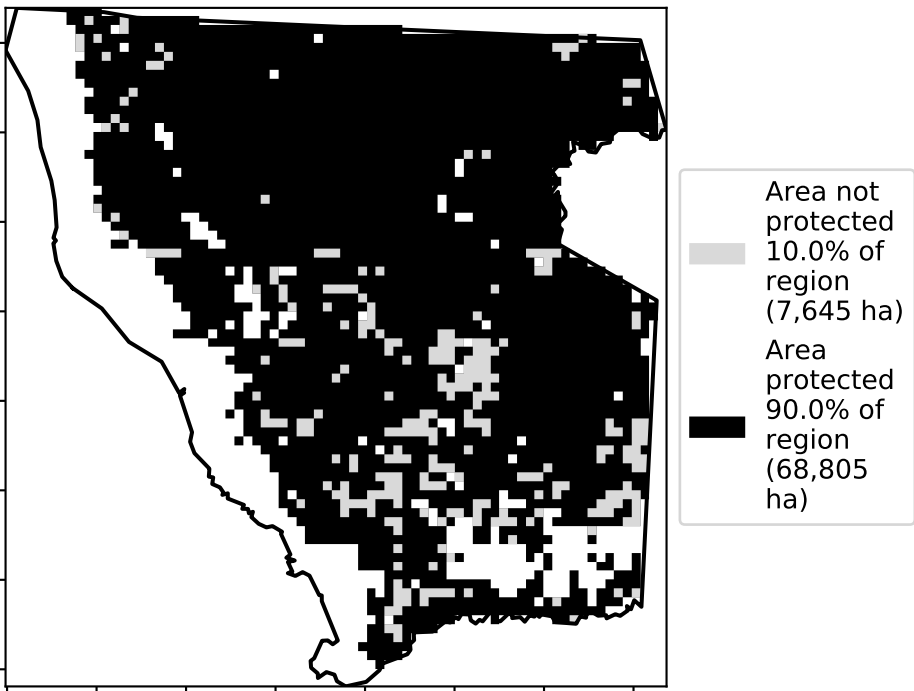 Area not
protected
10.0% of
region
(7,645 ha)
Area
protected
90.0% of
region
(68,805
ha)